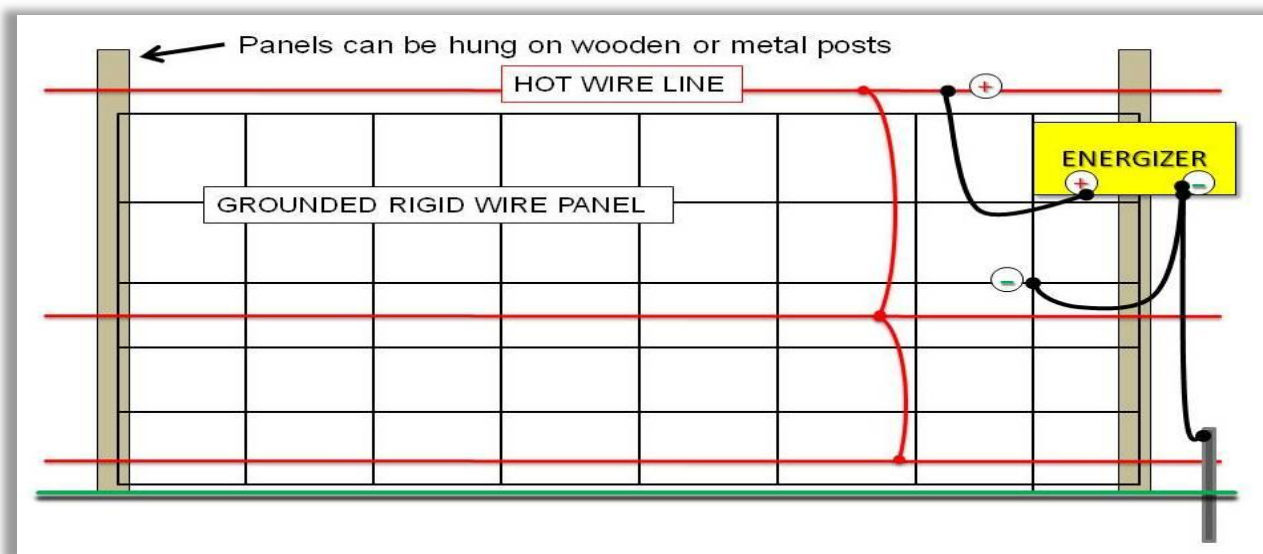 Panels can be hung on wooden or metal posts
HOT WIRE LINE
+
ENERGIZER
+
-
GROUNDED RIGID WIRE PANEL
-